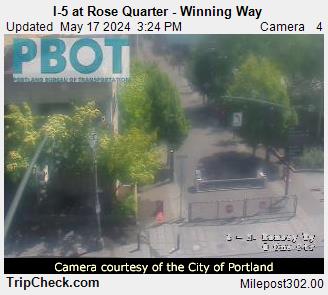 I-5 at Rose Quarter - Winning Way
Updated May 17 2024 3:24 PM Camera 4
PBOT
PORTLAND BUREAU OF TRANSPORTATION
Camera courtesy of the City of Portland
TripCheck.com Milepost302.00